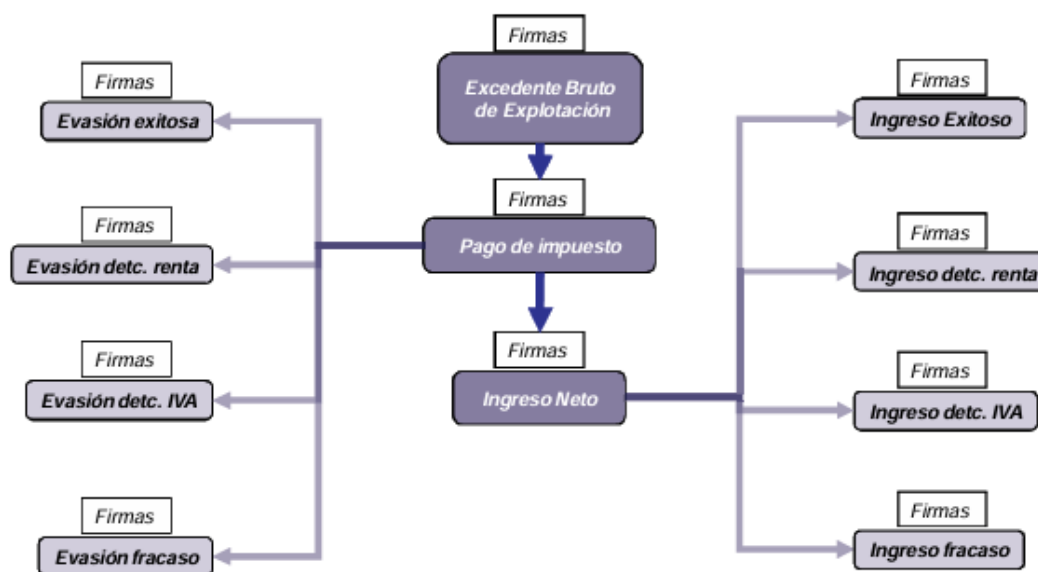 Firmas
Excedente Bruto
de Explotación
Firmas
Pago de impuesto
Firmas
Ingreso Neto
Firmas
Evasión exitosa
Firmas
Evasión detc. renta
Firmas
Evasión detc. IVA
Firmas
Evasión fracaso
Firmas
Ingreso Exitoso
Firmas
Ingreso detc. renta
Firmas
Ingreso detc. IVA
Firmas
Ingreso fracaso